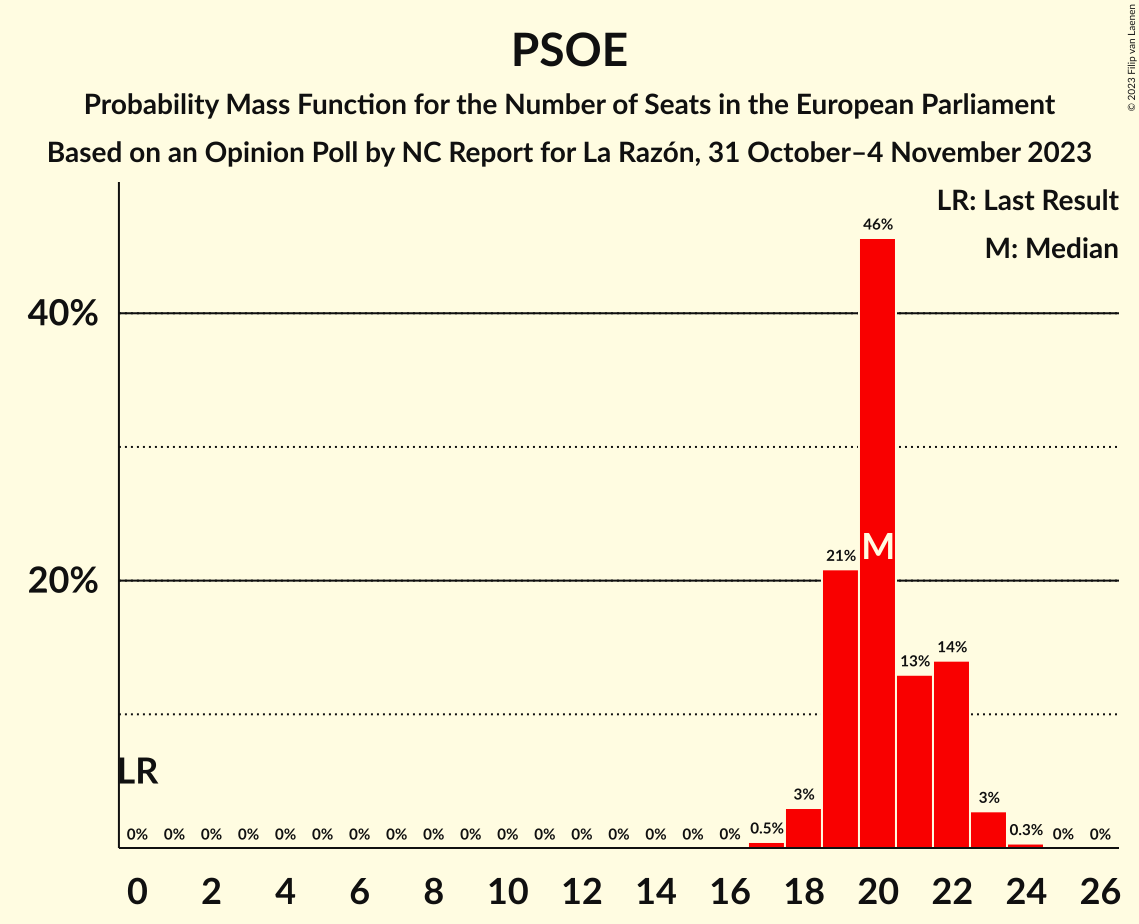 PSOE
Probability Mass Function for the Number of Seats in the European Parliament
Based on an Opinion Poll by NC Report for La Razón, 31 October–4 November 2023
© 2023 Filip van Laenen
LR: Last Result
M: Median
40%
20%
LR
M
0% 0% 0% 0% 0% 0% 0% 0% 0% 0% 0% 0% 0% 0% 0% 0% 0% 0.5% 3% 21% 46% 13% 14% 3% 0.3% 0% 0%
0 2 4 6 8 10 12 14 16 18 20 22 24 26